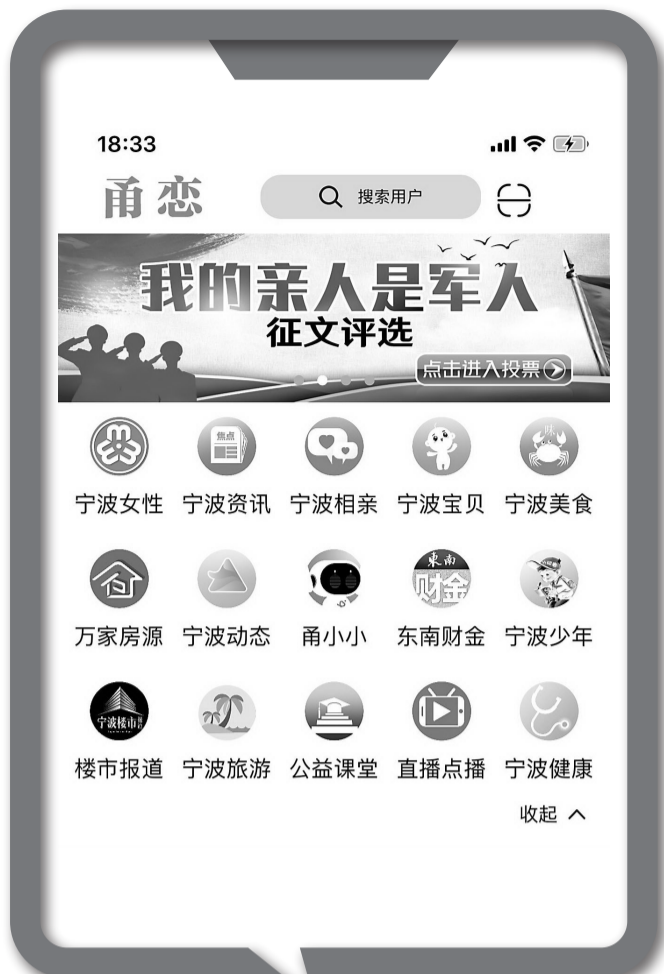 18:33
甬恋
搜索用户
我的亲人是军人
征文评选
点击进入投票
焦点
宁波女性 宁波资讯 宁波相亲 宁波宝贝 宁波美食
東南
财金
万家房源 宁波动态 甬小小 东南财金 宁波少年
宁波楼市
楼市报道 宁波旅游 公益课堂 直播点播 宁波健康
收起